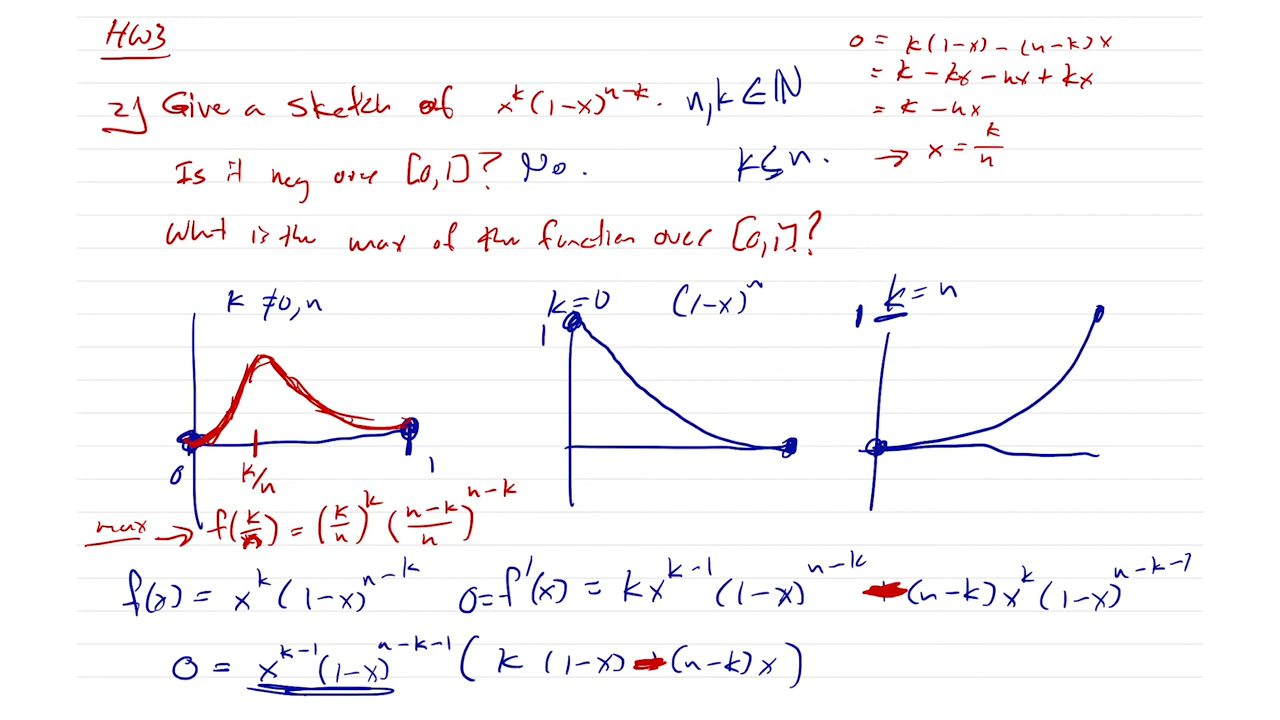 HW3
0 = k(1-x) - (n-k)x
= k - kx - nx + kx
= k - nx
→ x = k/n
2) Give a sketch of x^k(1-x)^{n-k}. n,k ∈ ℕ
Is it neg over [0,1]? No. k ≤ n.
What is the max of the function over [0,1]?
k ≠ 0, n
k = 0 (1-x)^n
k = n
1
1
0
k/n
1
max → f(k/n) = (k/n)^k ((n-k)/n)^{n-k}
f(x) = x^k (1-x)^{n-k} 0 = f'(x) = kx^{k-1} (1-x)^{n-k} - (n-k) x^k (1-x)^{n-k-1}
0 = x^{k-1} (1-x)^{n-k-1} ( k (1-x) - (n-k) x )